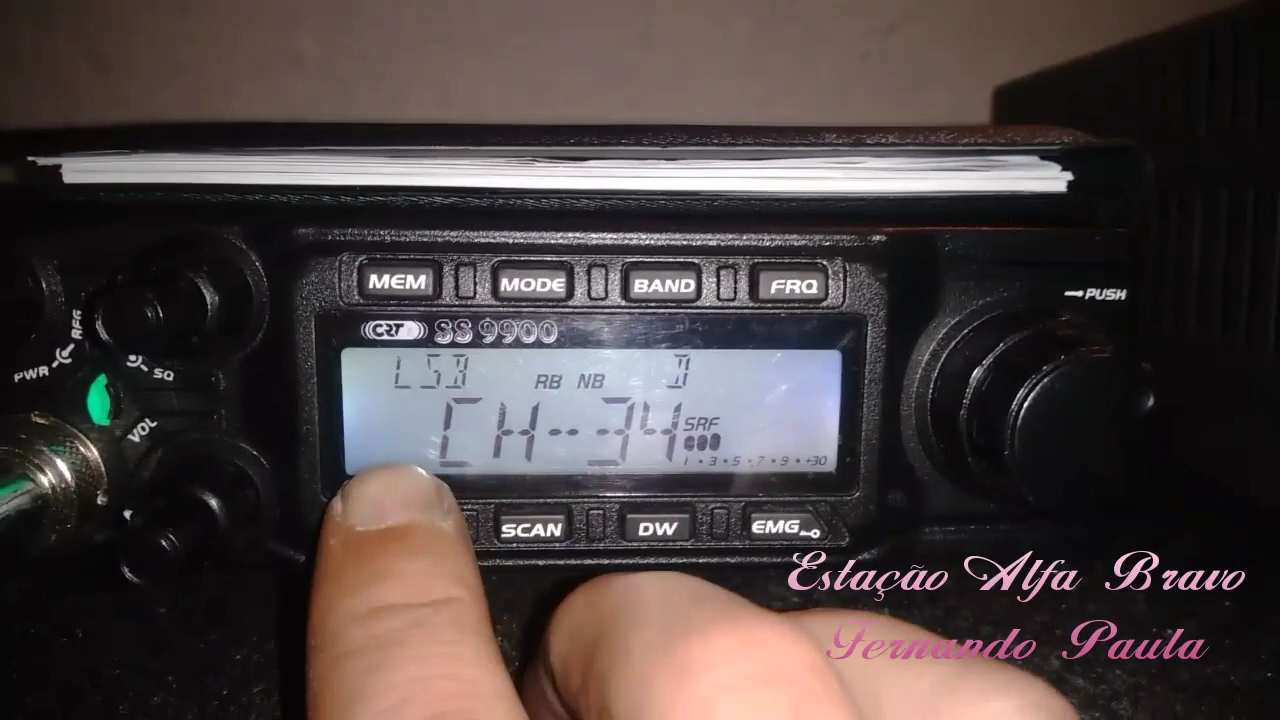 MEM MODE BAND FRQ
PUSH
CRT SS 9900
RFG
PWR
SQ
VOL
LSB RB NB D
CH--34
SRF
1 • 3 • 5 • 7 • 9 • +30
SCAN DW EMG
Estação Alfa Bravo
Fernando Paula